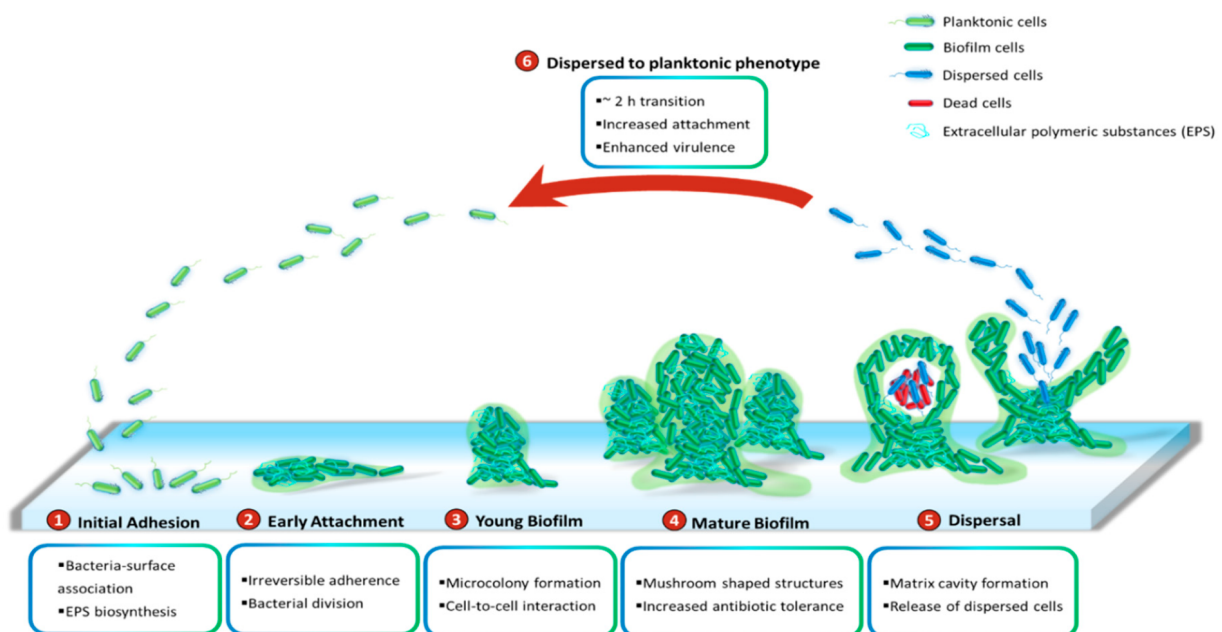 Planktonic cells
Biofilm cells
Dispersed cells
Dead cells
Extracellular polymeric substances (EPS)
6 Dispersed to planktonic phenotype
▪~ 2 h transition
▪Increased attachment
▪Enhanced virulence
1 Initial Adhesion
▪Bacteria-surface
association
▪EPS biosynthesis
2 Early Attachment
▪Irreversible adherence
▪Bacterial division
3 Young Biofilm
▪Microcolony formation
▪Cell-to-cell interaction
4 Mature Biofilm
▪Mushroom shaped structures
▪Increased antibiotic tolerance
5 Dispersal
▪Matrix cavity formation
▪Release of dispersed cells